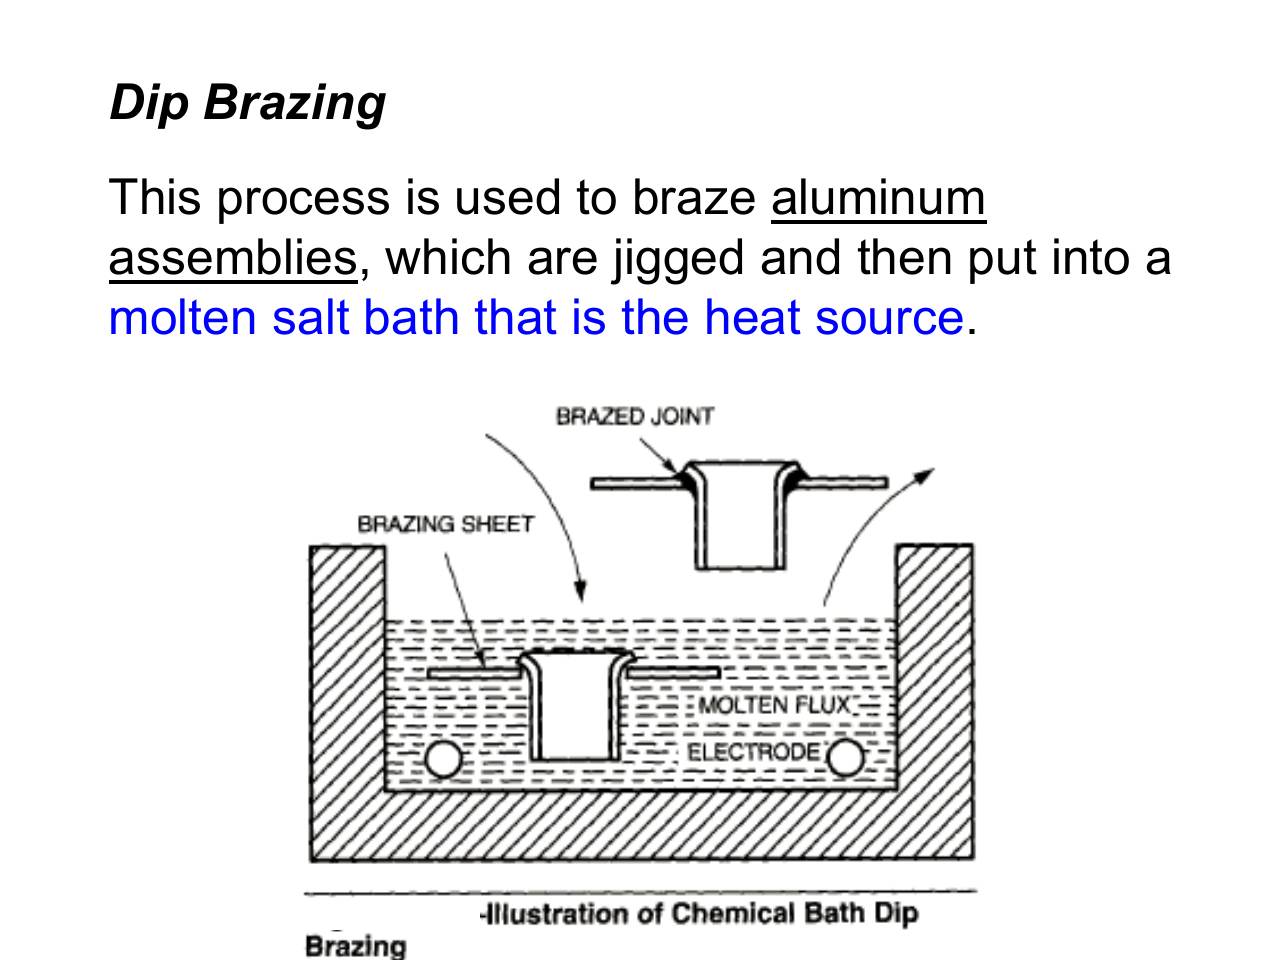 Dip Brazing
This process is used to braze aluminum
assemblies, which are jigged and then put into a
molten salt bath that is the heat source.
BRAZED JOINT
BRAZING SHEET
MOLTEN FLUX
ELECTRODE
-Illustration of Chemical Bath Dip
Brazing